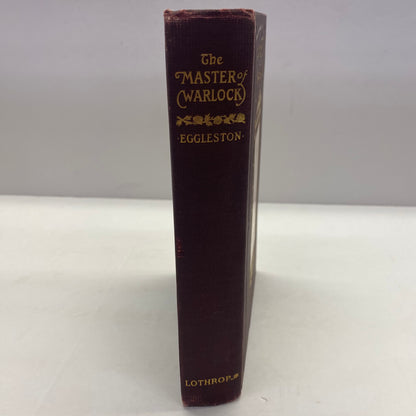 The
MASTER of
WARLOCK
·EGGLESTON·
LOTHROP